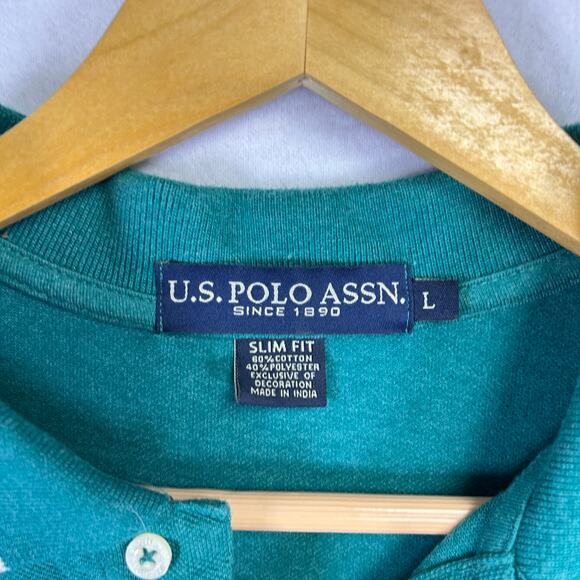 U.S. POLO ASSN.
SINCE 1890
L
SLIM FIT
60% COTTON
40% POLYESTER
EXCLUSIVE OF
DECORATION
MADE IN INDIA